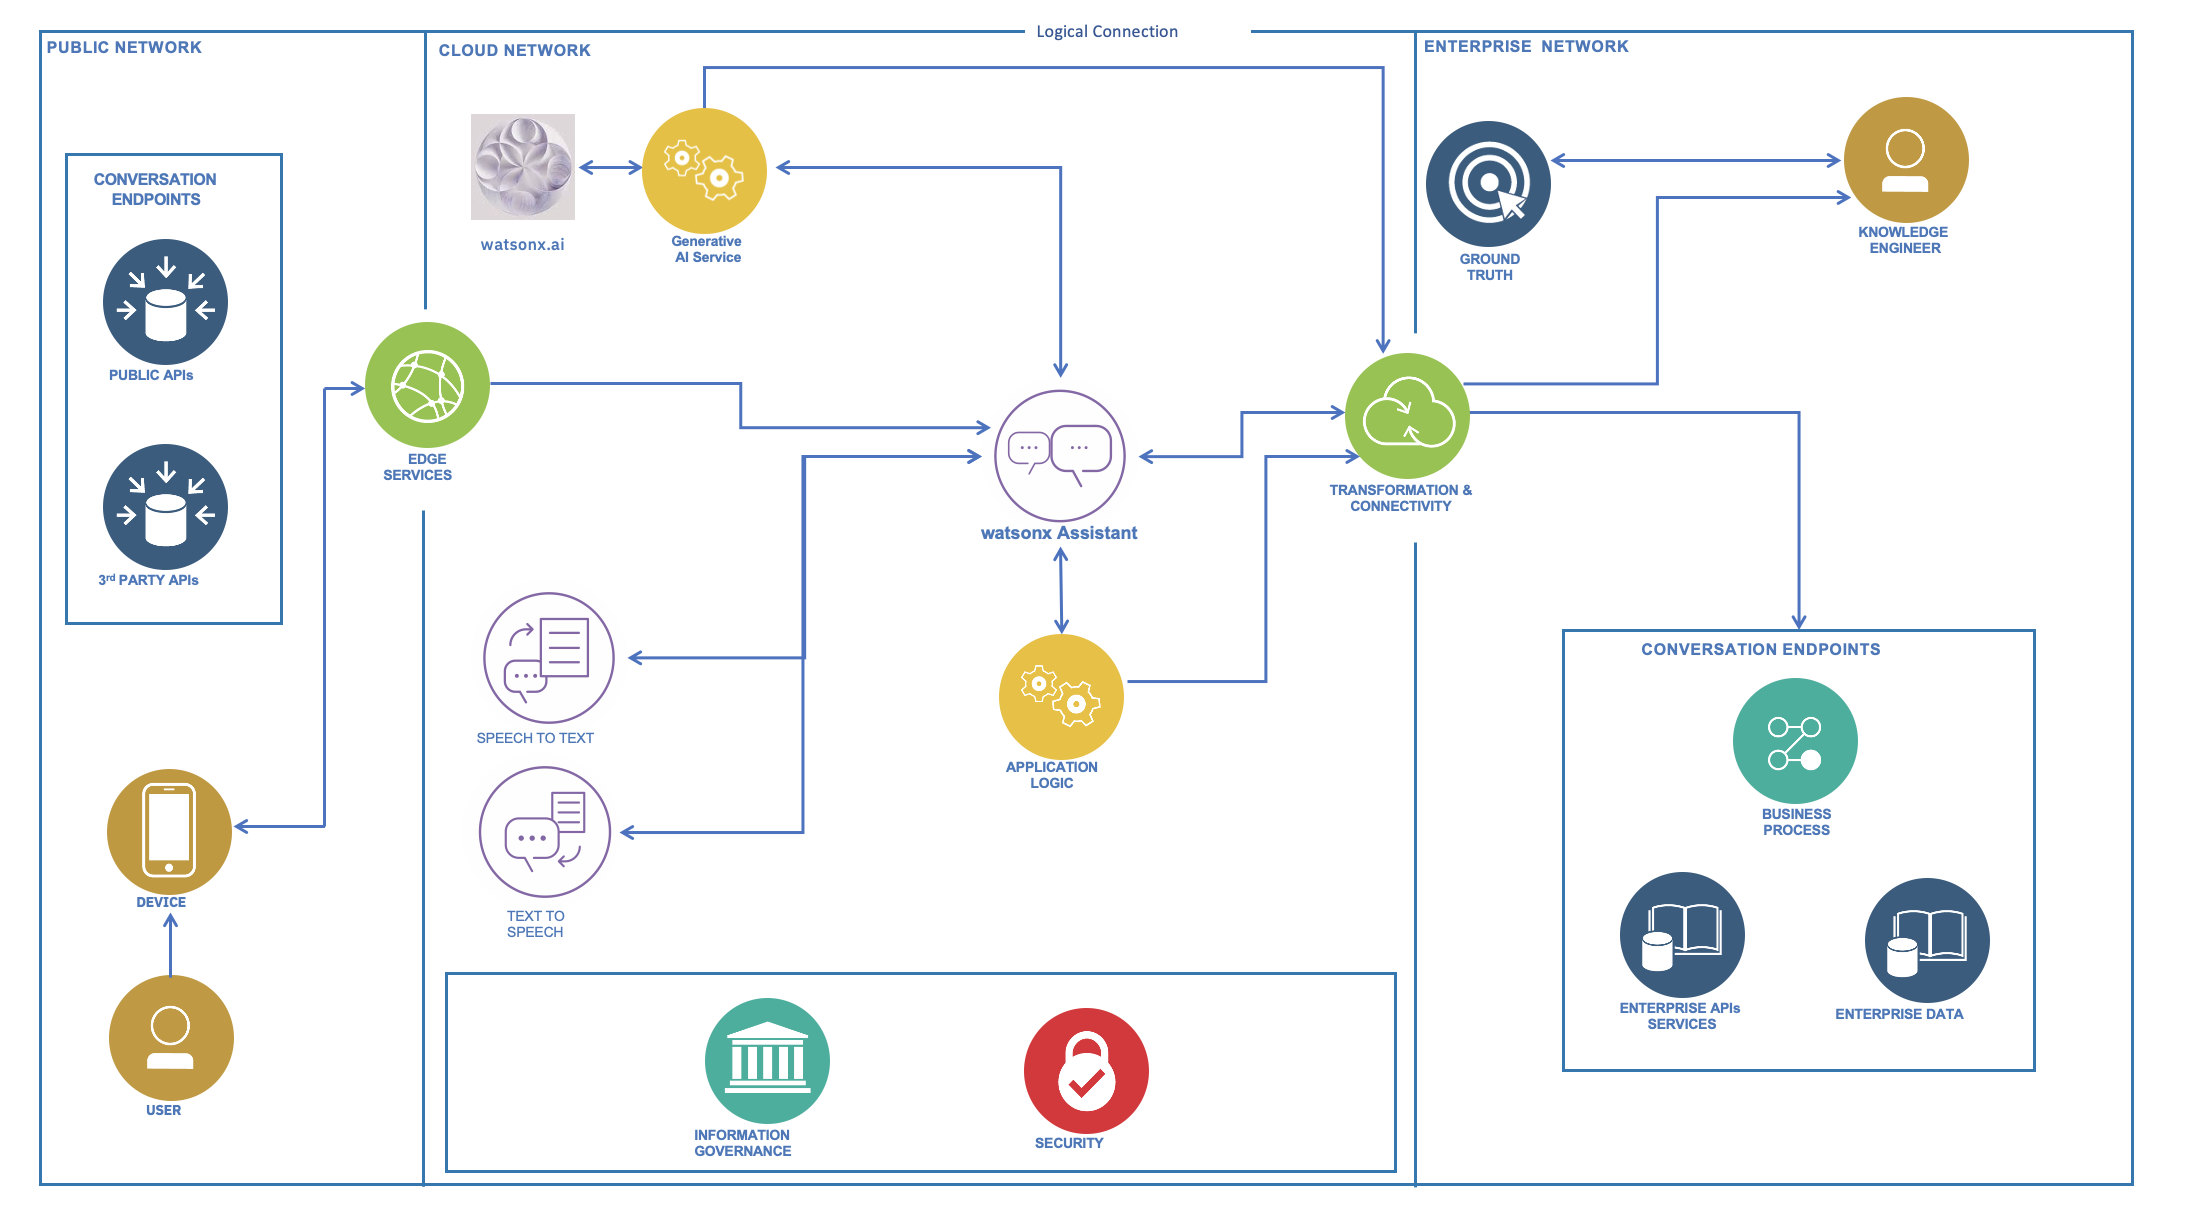 Logical Connection
PUBLIC NETWORK
CLOUD NETWORK
ENTERPRISE NETWORK
CONVERSATION
ENDPOINTS
PUBLIC APIs
3rd PARTY APIs
DEVICE
USER
EDGE
SERVICES
watsonx.ai
Generative
AI Service
watsonx Assistant
SPEECH TO TEXT
TEXT TO
SPEECH
APPLICATION
LOGIC
INFORMATION
GOVERNANCE
SECURITY
TRANSFORMATION &
CONNECTIVITY
GROUND
TRUTH
KNOWLEDGE
ENGINEER
CONVERSATION ENDPOINTS
BUSINESS
PROCESS
ENTERPRISE APIs
SERVICES
ENTERPRISE DATA